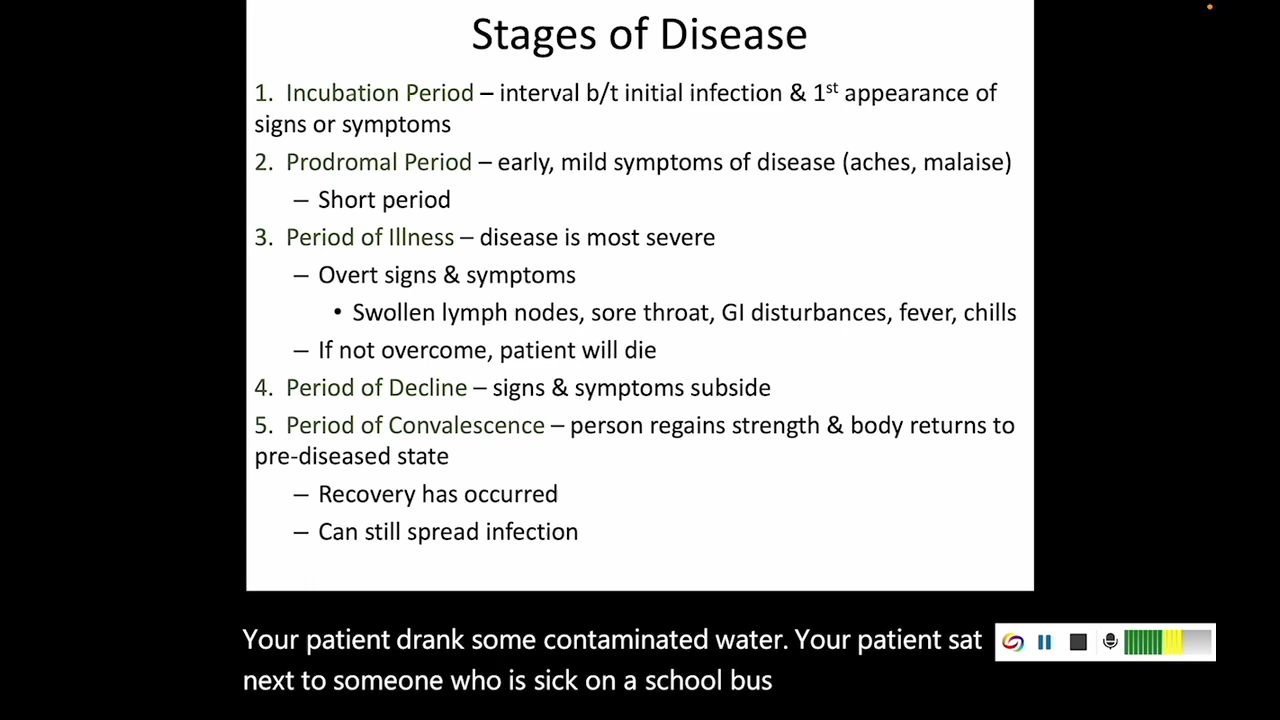 Stages of Disease
1. Incubation Period – interval b/t initial infection & 1st appearance of
signs or symptoms
2. Prodromal Period – early, mild symptoms of disease (aches, malaise)
– Short period
3. Period of Illness – disease is most severe
– Overt signs & symptoms
• Swollen lymph nodes, sore throat, GI disturbances, fever, chills
– If not overcome, patient will die
4. Period of Decline – signs & symptoms subside
5. Period of Convalescence – person regains strength & body returns to
pre-diseased state
– Recovery has occurred
– Can still spread infection
Your patient drank some contaminated water. Your patient sat
next to someone who is sick on a school bus